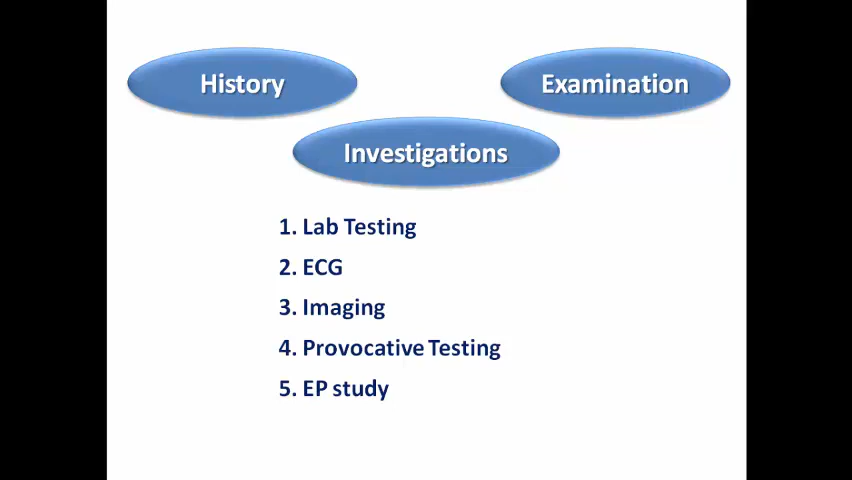 History
Examination
Investigations
1. Lab Testing
2. ECG
3. Imaging
4. Provocative Testing
5. EP study